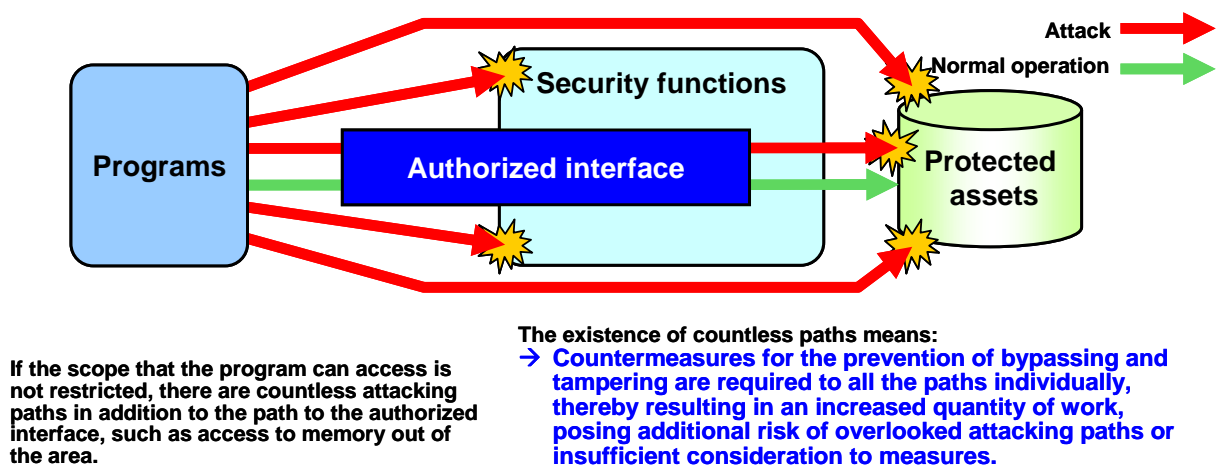 Attack
Normal operation
Security functions
Programs
Authorized interface
Protected
assets
If the scope that the program can access is
not restricted, there are countless attacking
paths in addition to the path to the authorized
interface, such as access to memory out of
the area.
The existence of countless paths means:
→ Countermeasures for the prevention of bypassing and
tampering are required to all the paths individually,
thereby resulting in an increased quantity of work,
posing additional risk of overlooked attacking paths or
insufficient consideration to measures.